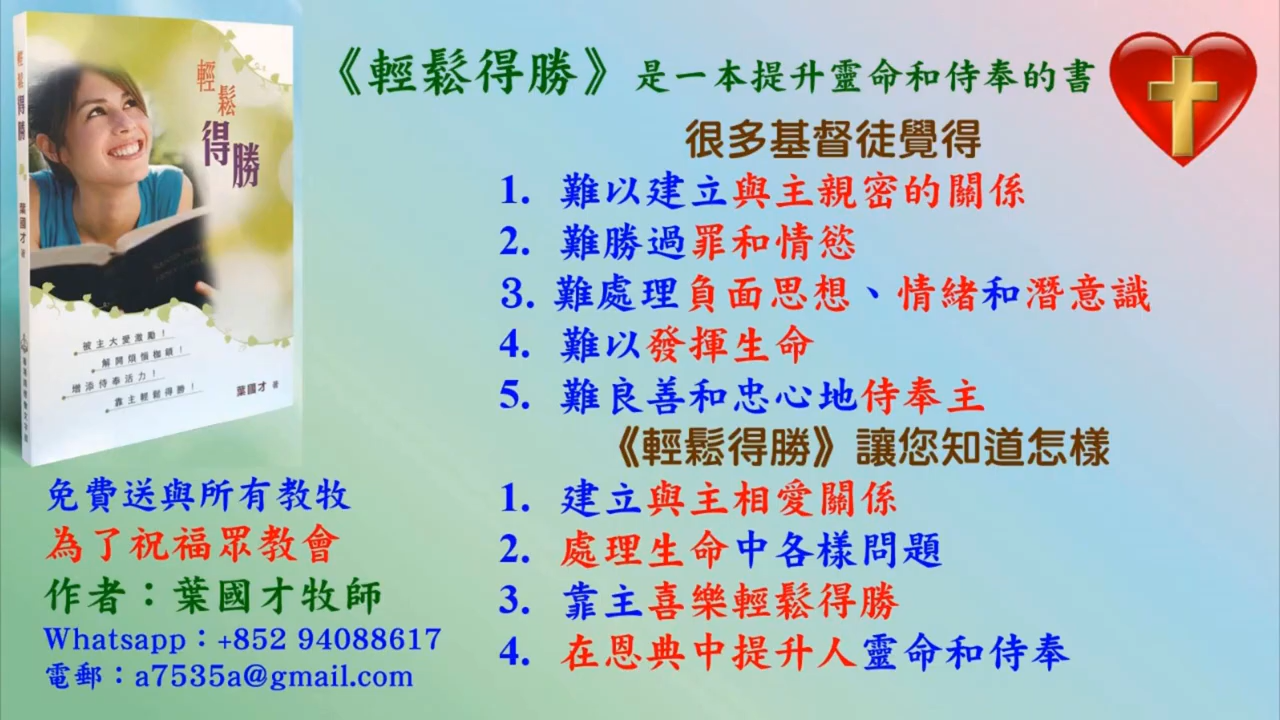 輕鬆得勝
葉國才 著
輕鬆
得勝
被主大愛激勵！
解開煩惱枷鎖！
增添侍奉活力！
靠主輕鬆得勝！
葉國才 著
《輕鬆得勝》是一本提升靈命和侍奉的書
很多基督徒覺得
1. 難以建立與主親密的關係
2. 難勝過罪和情慾
3. 難處理負面思想、情緒和潛意識
4. 難以發揮生命
5. 難良善和忠心地侍奉主
《輕鬆得勝》讓您知道怎樣
1. 建立與主相愛關係
2. 處理生命中各樣問題
3. 靠主喜樂輕鬆得勝
4. 在恩典中提升人靈命和侍奉
免費送與所有教牧
為了祝福眾教會
作者：葉國才牧師
Whatsapp：+852 94088617
電郵：a7535a@gmail.com